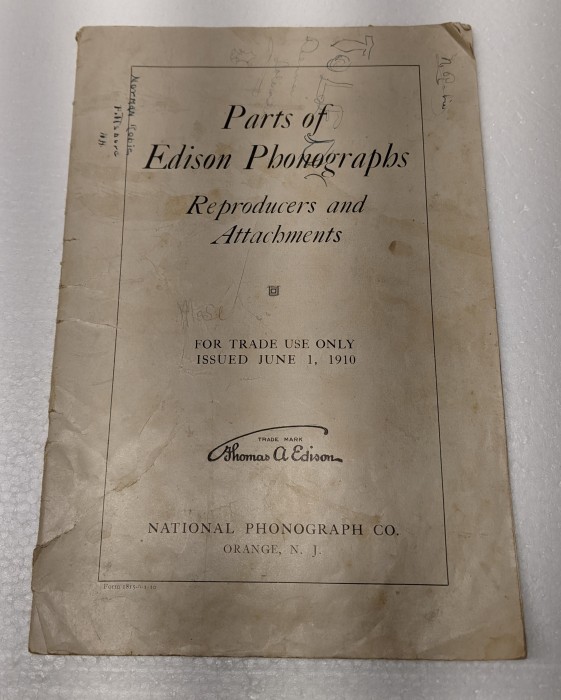 Parts of
Edison Phonographs
Reproducers and
Attachments
FOR TRADE USE ONLY
ISSUED JUNE 1, 1910
TRADE MARK
Thomas A Edison
NATIONAL PHONOGRAPH CO.
ORANGE, N. J.
Norman